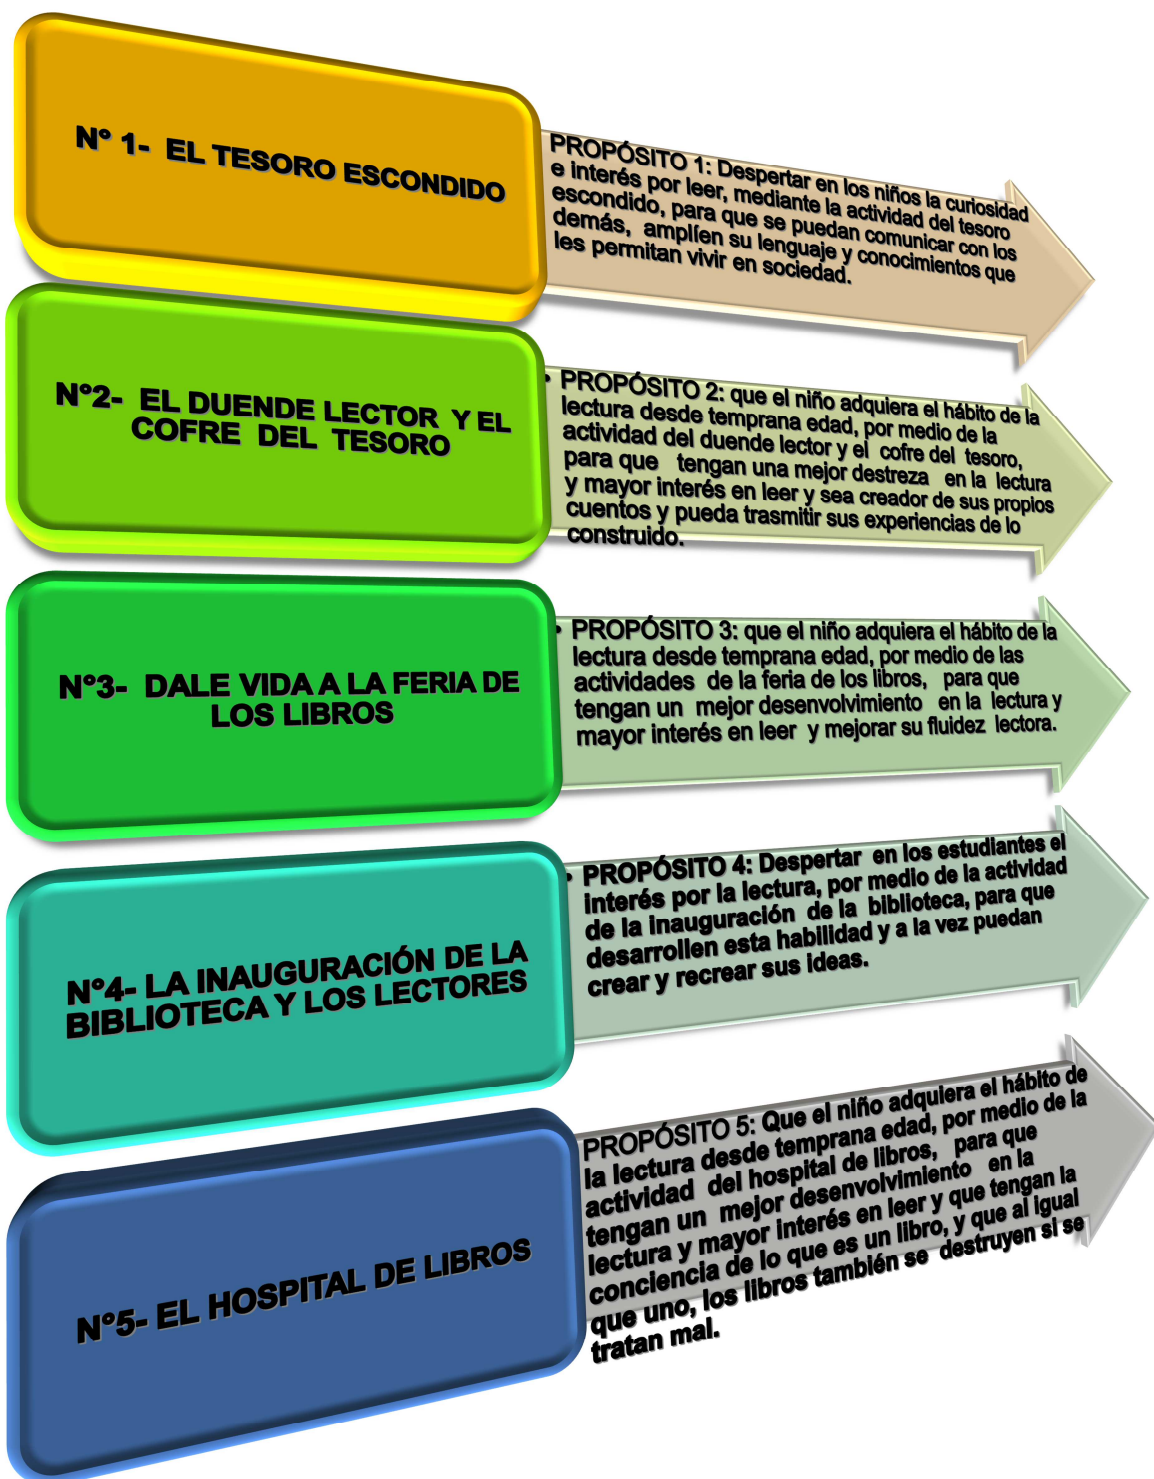 N° 1- EL TESORO ESCONDIDO
PROPÓSITO 1: Despertar en los niños la curiosidad
e interés por leer, mediante la actividad del tesoro
escondido, para que se puedan comunicar con los
demás, amplíen su lenguaje y conocimientos que
les permitan vivir en sociedad.
N°2- EL DUENDE LECTOR Y EL
COFRE DEL TESORO
• PROPÓSITO 2: que el niño adquiera el hábito de la
lectura desde temprana edad, por medio de la
actividad del duende lector y el cofre del tesoro,
para que tengan una mejor destreza en la lectura
y mayor interés en leer y sea creador de sus propios
cuentos y pueda trasmitir sus experiencias de lo
construido.
N°3- DALE VIDA A LA FERIA DE
LOS LIBROS
• PROPÓSITO 3: que el niño adquiera el hábito de la
lectura desde temprana edad, por medio de las
actividades de la feria de los libros, para que
tengan un mejor desenvolvimiento en la lectura y
mayor interés en leer y mejorar su fluidez lectora.
N°4- LA INAUGURACIÓN DE LA
BIBLIOTECA Y LOS LECTORES
• PROPÓSITO 4: Despertar en los estudiantes el
interés por la lectura, por medio de la actividad
de la inauguración de la biblioteca, para que
desarrollen esta habilidad y a la vez puedan
crear y recrear sus ideas.
N°5- EL HOSPITAL DE LIBROS
PROPÓSITO 5: Que el niño adquiera el hábito de
la lectura desde temprana edad, por medio de la
actividad del hospital de libros, para que
tengan un mejor desenvolvimiento en la
lectura y mayor interés en leer y que tengan la
conciencia de lo que es un libro, y que al igual
que uno, los libros también se destruyen si se
tratan mal.